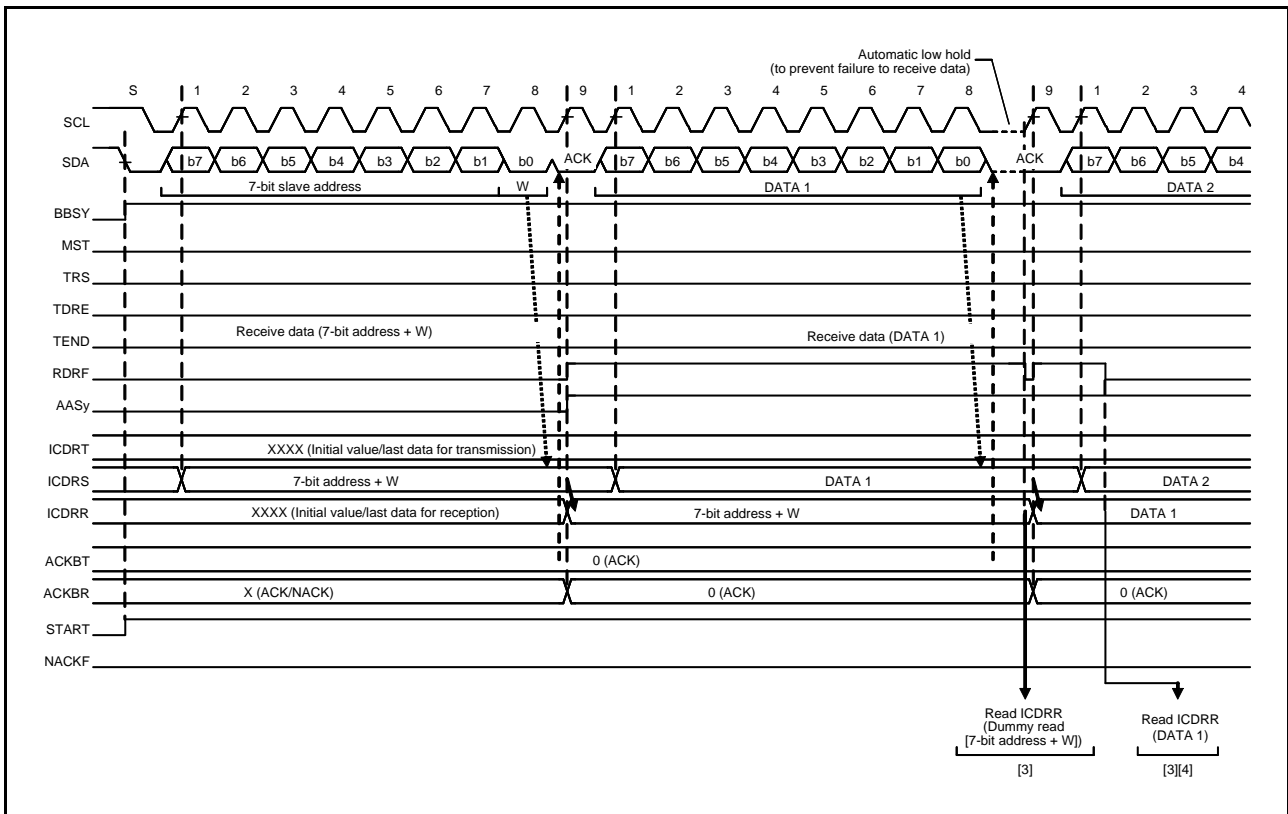 Automatic low hold
(to prevent failure to receive data)
S 1 2 3 4 5 6 7 8 9 1 2 3 4 5 6 7 8 9 1 2 3 4
SCL
SDA b7 b6 b5 b4 b3 b2 b1 b0 ACK b7 b6 b5 b4 b3 b2 b1 b0 ACK b7 b6 b5 b4
7-bit slave address W DATA 1 DATA 2
BBSY
MST
TRS
TDRE
Receive data (7-bit address + W) Receive data (DATA 1)
TEND
RDRF
AASy
ICDRT XXXX (Initial value/last data for transmission)
ICDRS 7-bit address + W DATA 1 DATA 2
ICDRR XXXX (Initial value/last data for reception) 7-bit address + W DATA 1
ACKBT 0 (ACK)
ACKBR X (ACK/NACK) 0 (ACK) 0 (ACK)
START
NACKF
Read ICDRR
(Dummy read
[7-bit address + W])
[3]
Read ICDRR
(DATA 1)
[3][4]